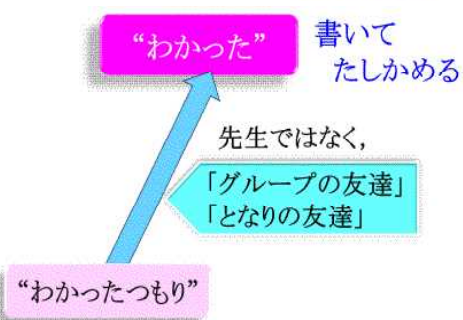 “わかった”
書いて
たしかめる
先生ではなく,
「グループの友達」
「となりの友達」
“わかったつもり”